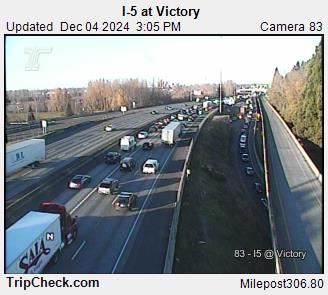 I-5 at Victory
Updated Dec 04 2024 3:05 PM Camera 83
SAIA
83 - I5 @ Victory
TripCheck.com Milepost306.80